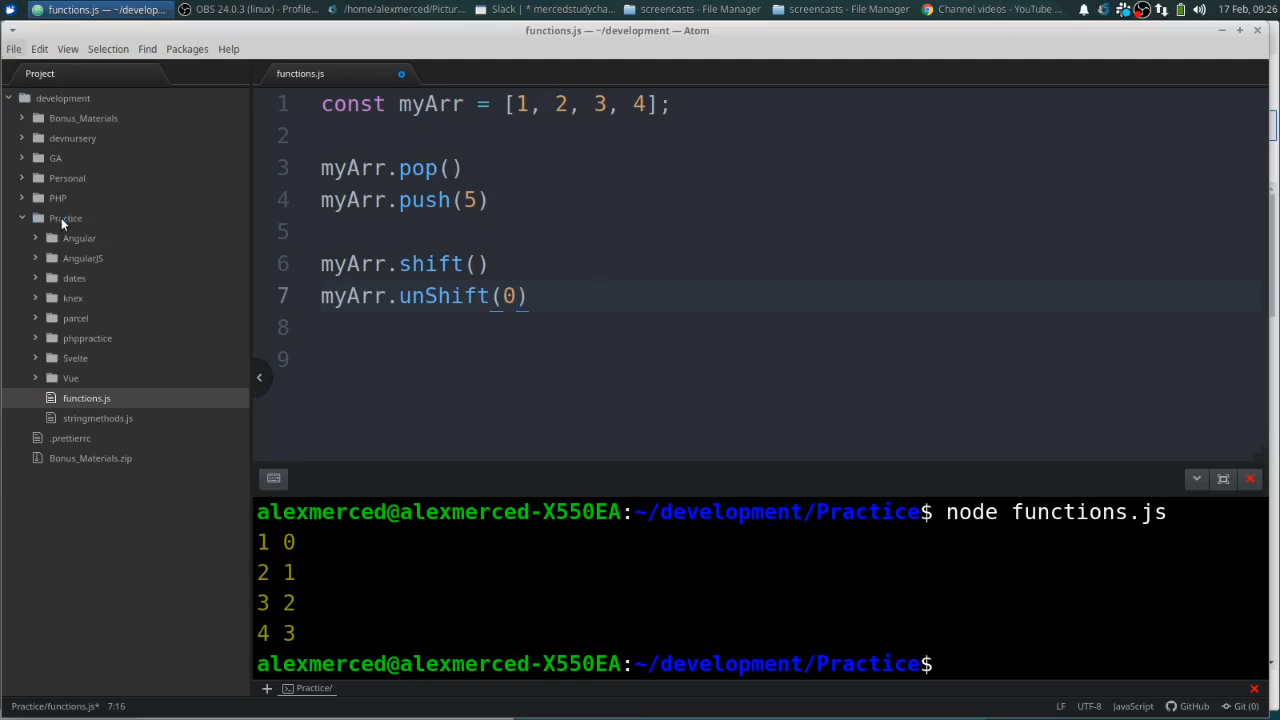 functions.js — ~/develop...
OBS 24.0.3 (linux) - Profile...
/home/alexmerced/Pictur...
Slack | * mercedstudycha...
screencasts - File Manager
screencasts - File Manager
Channel videos - YouTube ...
17 Feb, 09:26
functions.js — ~/development — Atom
File Edit View Selection Find Packages Help
Project
functions.js
development
Bonus_Materials
devnursery
GA
Personal
PHP
Practice
Angular
AngularJS
dates
knex
parcel
phppractice
Svelte
Vue
functions.js
stringmethods.js
.prettierrc
Bonus_Materials.zip
1 const myArr = [1, 2, 3, 4];
2
3 myArr.pop()
4 myArr.push(5)
5
6 myArr.shift()
7 myArr.unShift(0)
8
9
alexmerced@alexmerced-X550EA:~/development/Practice$ node functions.js
1 0
2 1
3 2
4 3
alexmerced@alexmerced-X550EA:~/development/Practice$
Practice/
Practice/functions.js* 7:16
LF UTF-8 JavaScript GitHub Git (0)